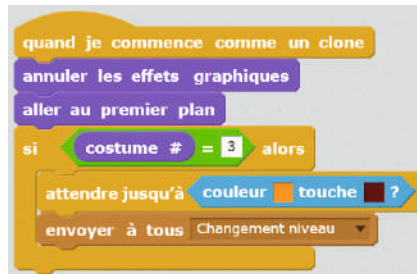 quand je commence comme un clone
annuler les effets graphiques
aller au premier plan
si costume # = 3 alors
attendre jusqu'à couleur touche ?
envoyer à tous Changement niveau